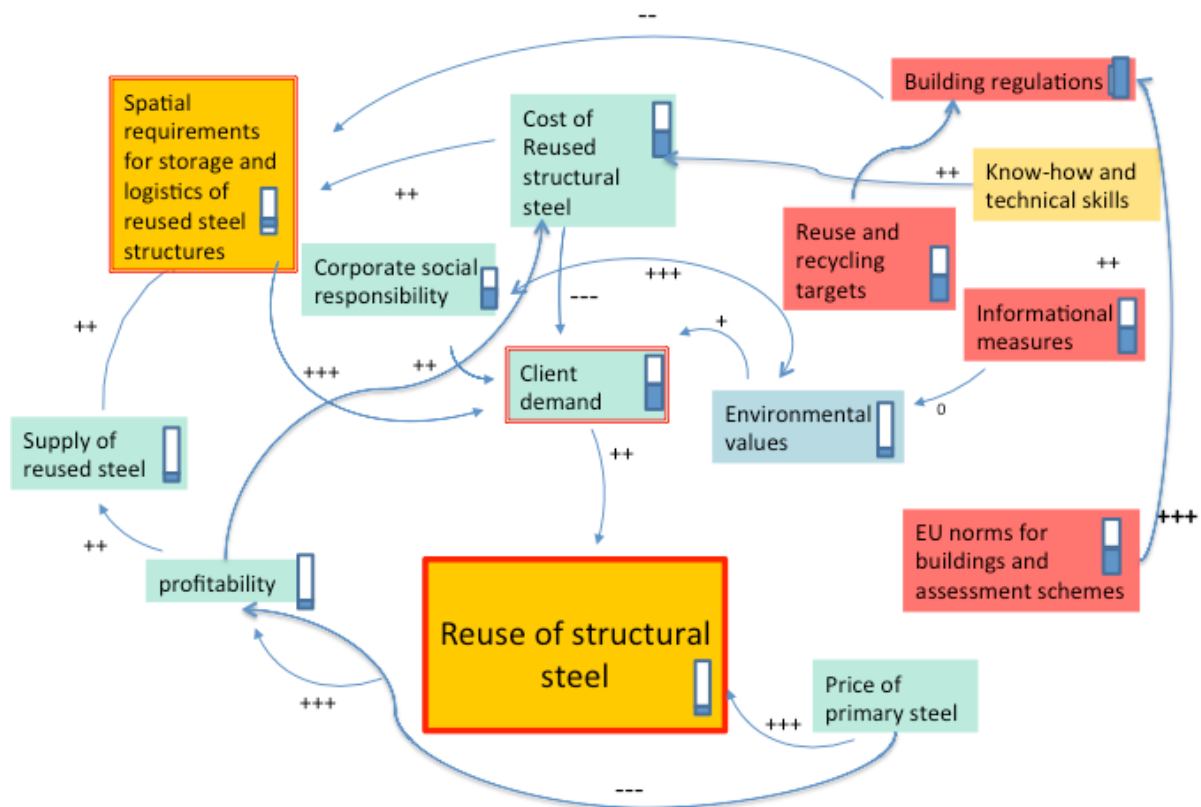 --
Building regulations
Spatial
requirements
for storage and
logistics of
reused steel
structures
Cost of
Reused
structural
steel
++
Know-how and
technical skills
++
Reuse and
recycling
targets
Corporate social
responsibility
+++
++
Informational
measures
---
++
+
+++
++
Client
demand
Environmental
values
0
Supply of
reused steel
++
+++
EU norms for
buildings and
assessment schemes
++
profitability
Reuse of structural
steel
Price of
primary steel
+++
+++
---